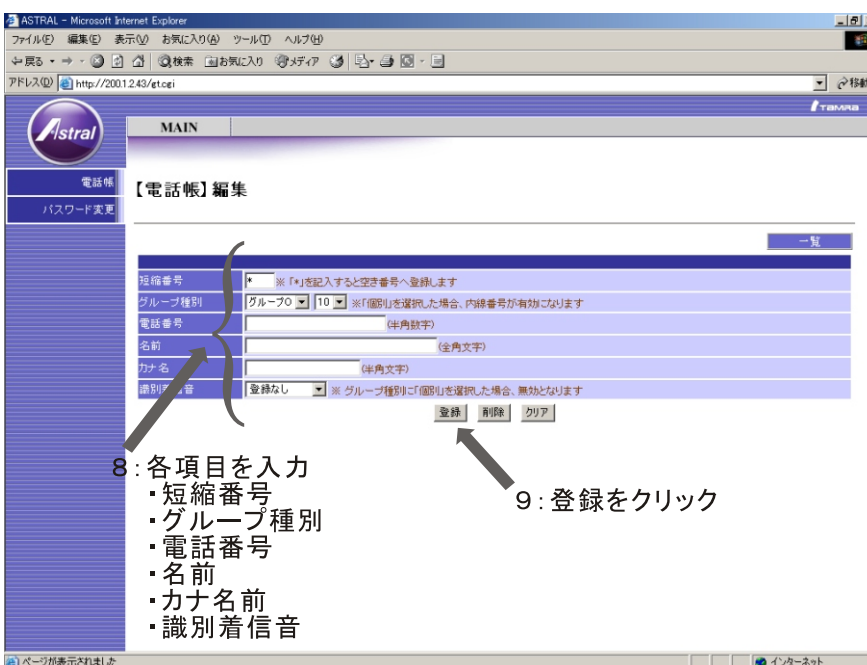 ASTRAL - Microsoft Internet Explorer
ファイル(F) 編集(E) 表示(V) お気に入り(A) ツール(T) ヘルプ(H)
戻る 検索 お気に入り メディア
アドレス(D) http://200.1.2.43/gt.cgi 移動
TAMRA
Astral
MAIN
電話帳
パスワード変更
【電話帳】編集
一覧
短縮番号 * ※「*」を記入すると空き番号へ登録します
グループ種別 グループ0 10 ※「個別」を選択した場合、内線番号が有効になります
電話番号 (半角数字)
名前 (全角文字)
カナ名 (半角文字)
識別着信音 登録なし ※ グループ種別に「個別」を選択した場合、無効となります
登録 削除 クリア
8:各項目を入力
・短縮番号
・グループ種別
・電話番号
・名前
・カナ名前
・識別着信音
9:登録をクリック
ページが表示されました インターネット